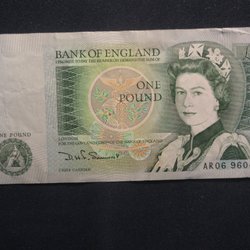 BANK OF ENGLAND
I PROMISE TO PAY THE BEARER ON DEMAND THE SUM OF
ONE
POUND
ONE POUND
LONDON
FOR THE GOVR AND COMPA OF THE BANK OF ENGLAND
CHIEF CASHIER
AR06 960